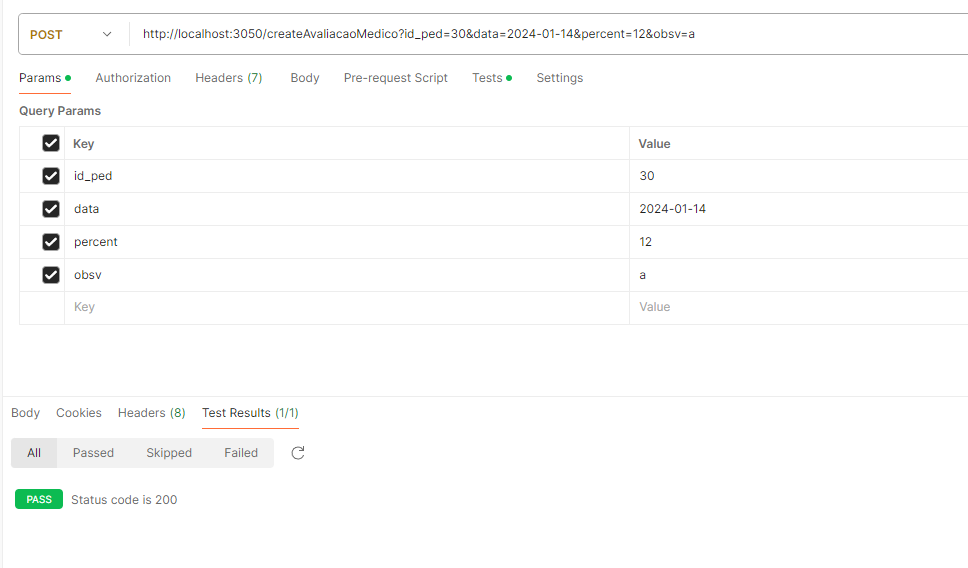 POST http://localhost:3050/createAvaliacaoMedico?id_ped=30&data=2024-01-14&percent=12&obsv=a
Params Authorization Headers (7) Body Pre-request Script Tests Settings
Query Params
Key Value
id_ped 30
data 2024-01-14
percent 12
obsv a
Key Value
Body Cookies Headers (8) Test Results (1/1)
All Passed Skipped Failed
PASS Status code is 200